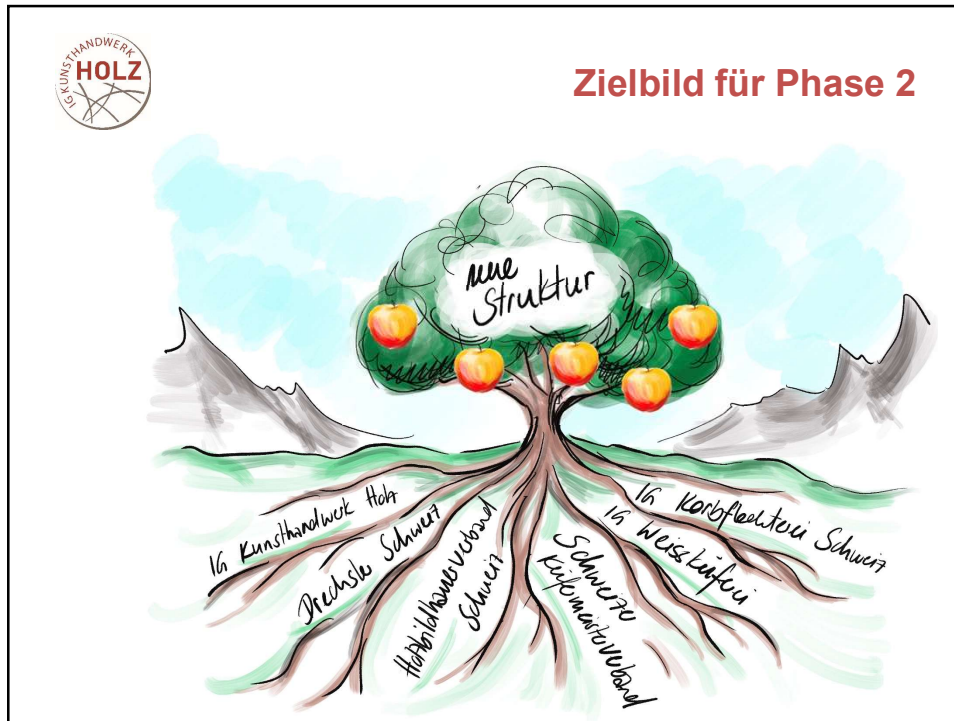 IG KUNSTHANDWERK
HOLZ
Zielbild für Phase 2
neue
Struktur
IG Kunsthandwerk Holz
Drechsler Schweiz
Holzbildhauerverband
Schweiz
Schweizer
Küfermeisterverband
IG Weissküferei
IG Korbflechterei Schweiz